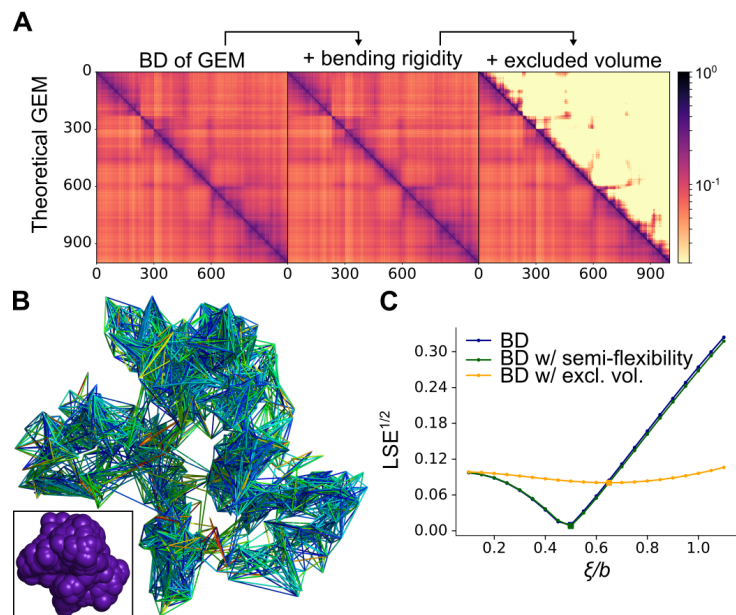 A
BD of GEM
+ bending rigidity
+ excluded volume
Theoretical GEM
0
300
600
900
0 300 600 0 300 600 0 300 600 900
10⁰
10⁻¹
B
C
BD
BD w/ semi-flexibility
BD w/ excl. vol.
LSE^1/2
0.30
0.24
0.18
0.12
0.06
0.00
0.2 0.4 0.6 0.8 1.0
ξ/b